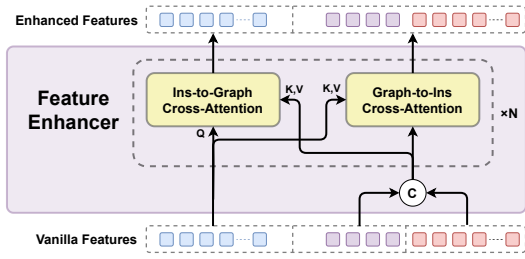 Enhanced Features
Feature
Enhancer
Ins-to-Graph
Cross-Attention
K,V
K,V
Graph-to-Ins
Cross-Attention
×N
Q
C
Vanilla Features